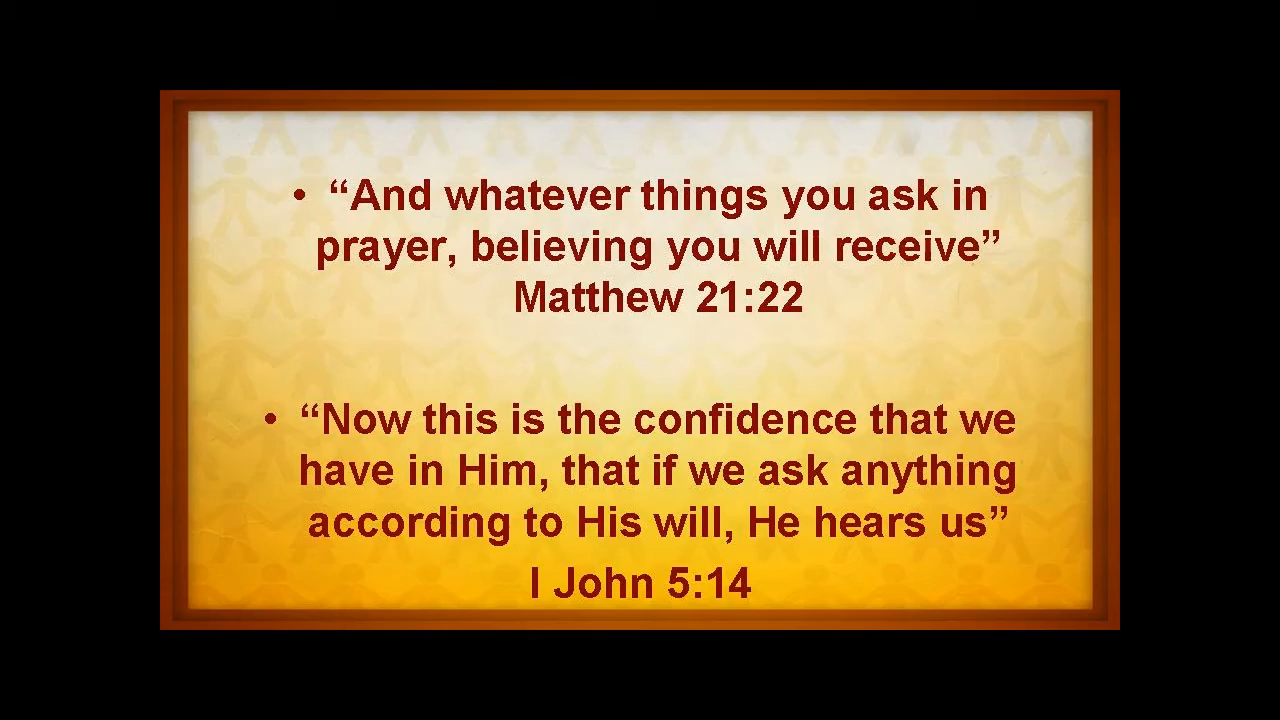 • “And whatever things you ask in
prayer, believing you will receive”
Matthew 21:22
• “Now this is the confidence that we
have in Him, that if we ask anything
according to His will, He hears us”
I John 5:14